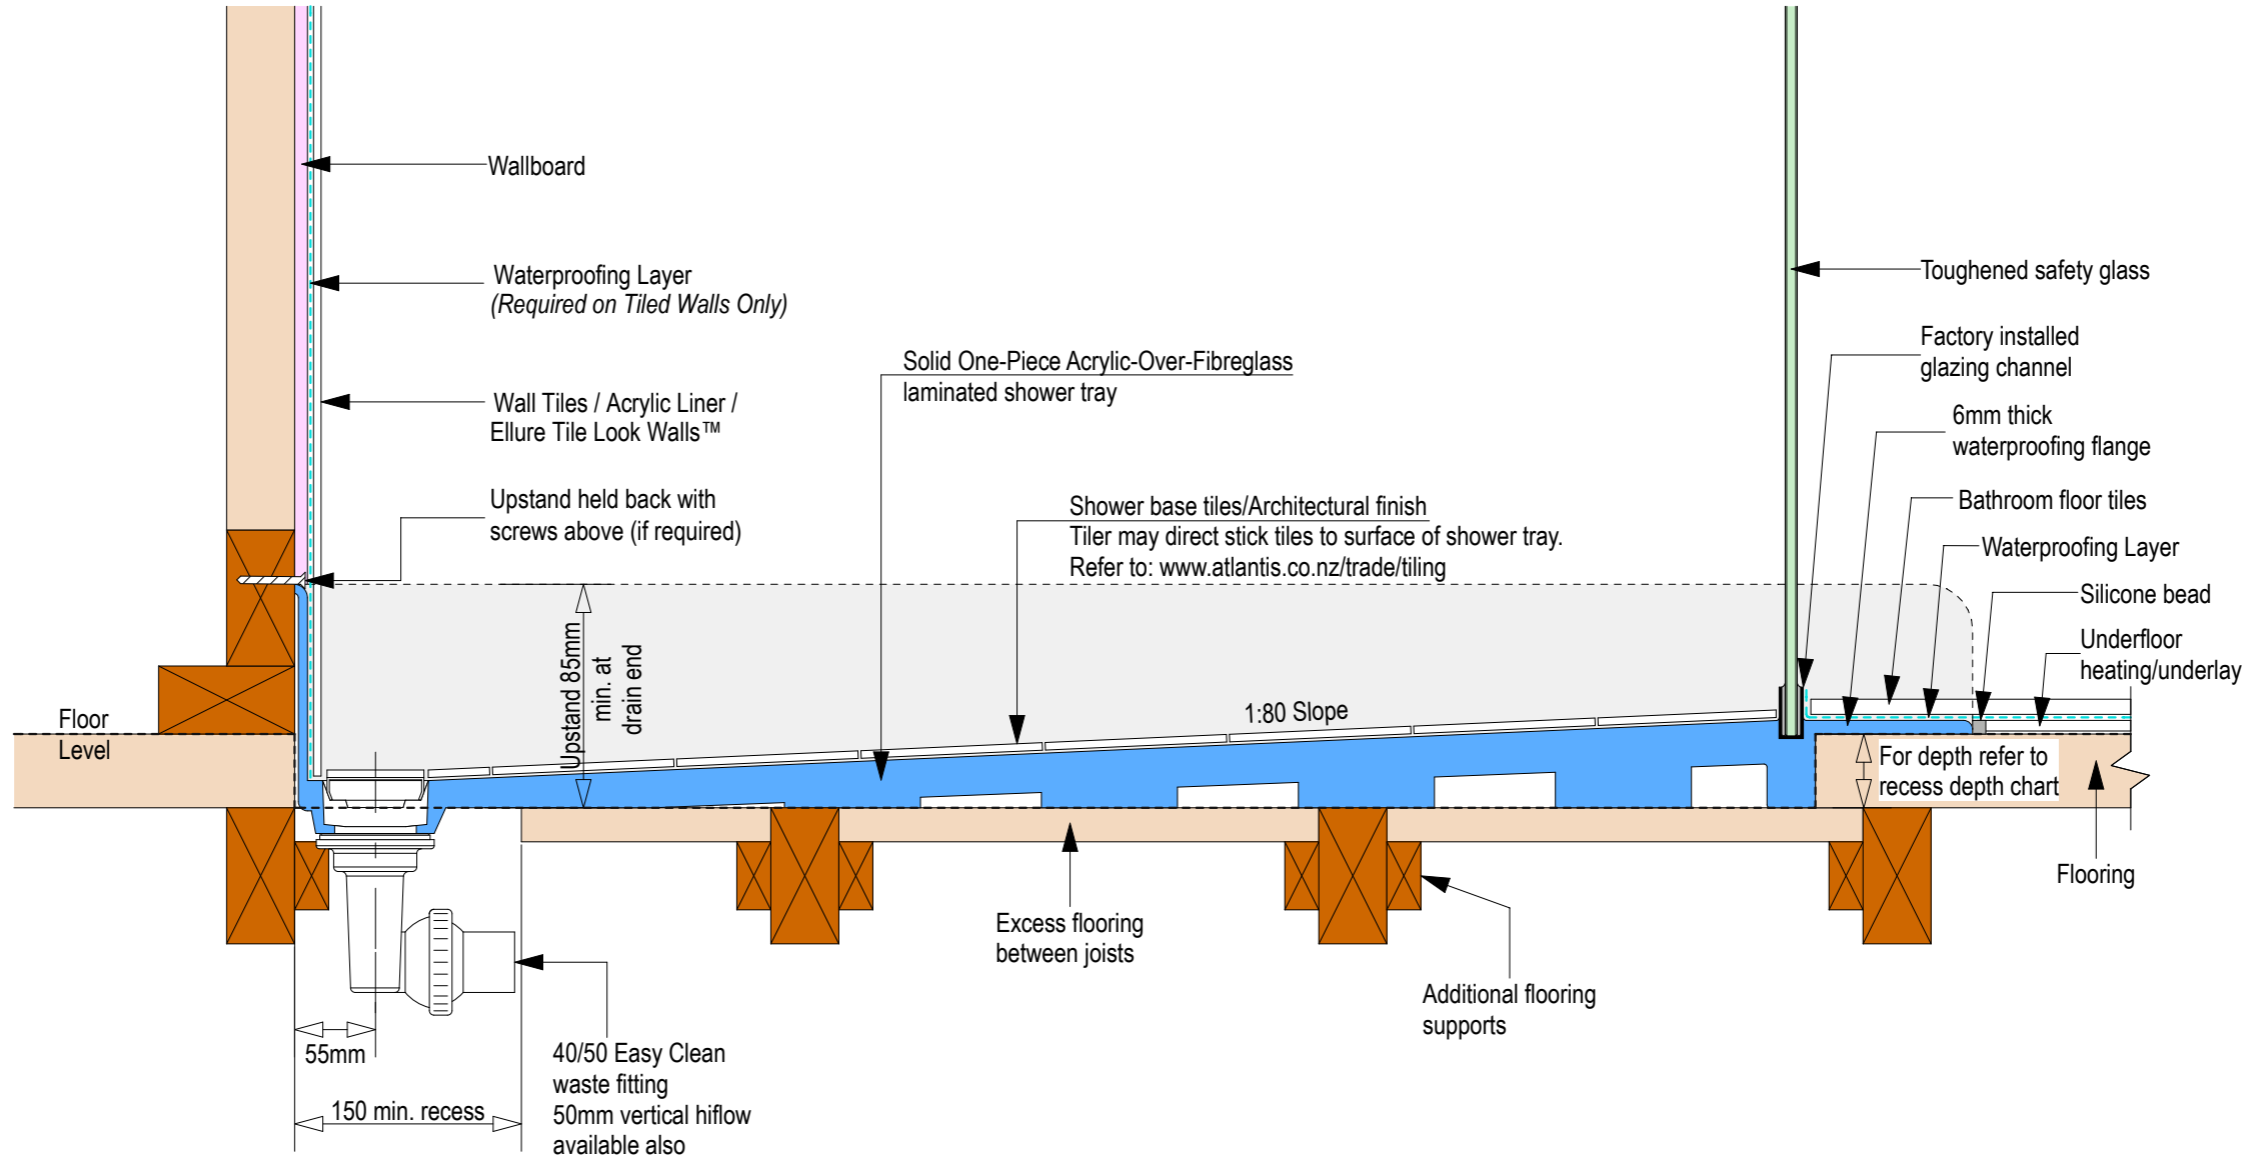 Wallboard
Waterproofing Layer
(Required on Tiled Walls Only)
Wall Tiles / Acrylic Liner /
Ellure Tile Look Walls™
Upstand held back with
screws above (if required)
Solid One-Piece Acrylic-Over-Fibreglass
laminated shower tray
Shower base tiles/Architectural finish
Tiler may direct stick tiles to surface of shower tray.
Refer to: www.atlantis.co.nz/trade/tiling
Toughened safety glass
Factory installed
glazing channel
6mm thick
waterproofing flange
Bathroom floor tiles
Waterproofing Layer
Silicone bead
Underfloor
heating/underlay
Upstand 85mm
min. at
drain end
1:80 Slope
Floor
Level
For depth refer to
recess depth chart
Flooring
Excess flooring
between joists
Additional flooring
supports
55mm
150 min. recess
40/50 Easy Clean
waste fitting
50mm vertical hiflow
available also